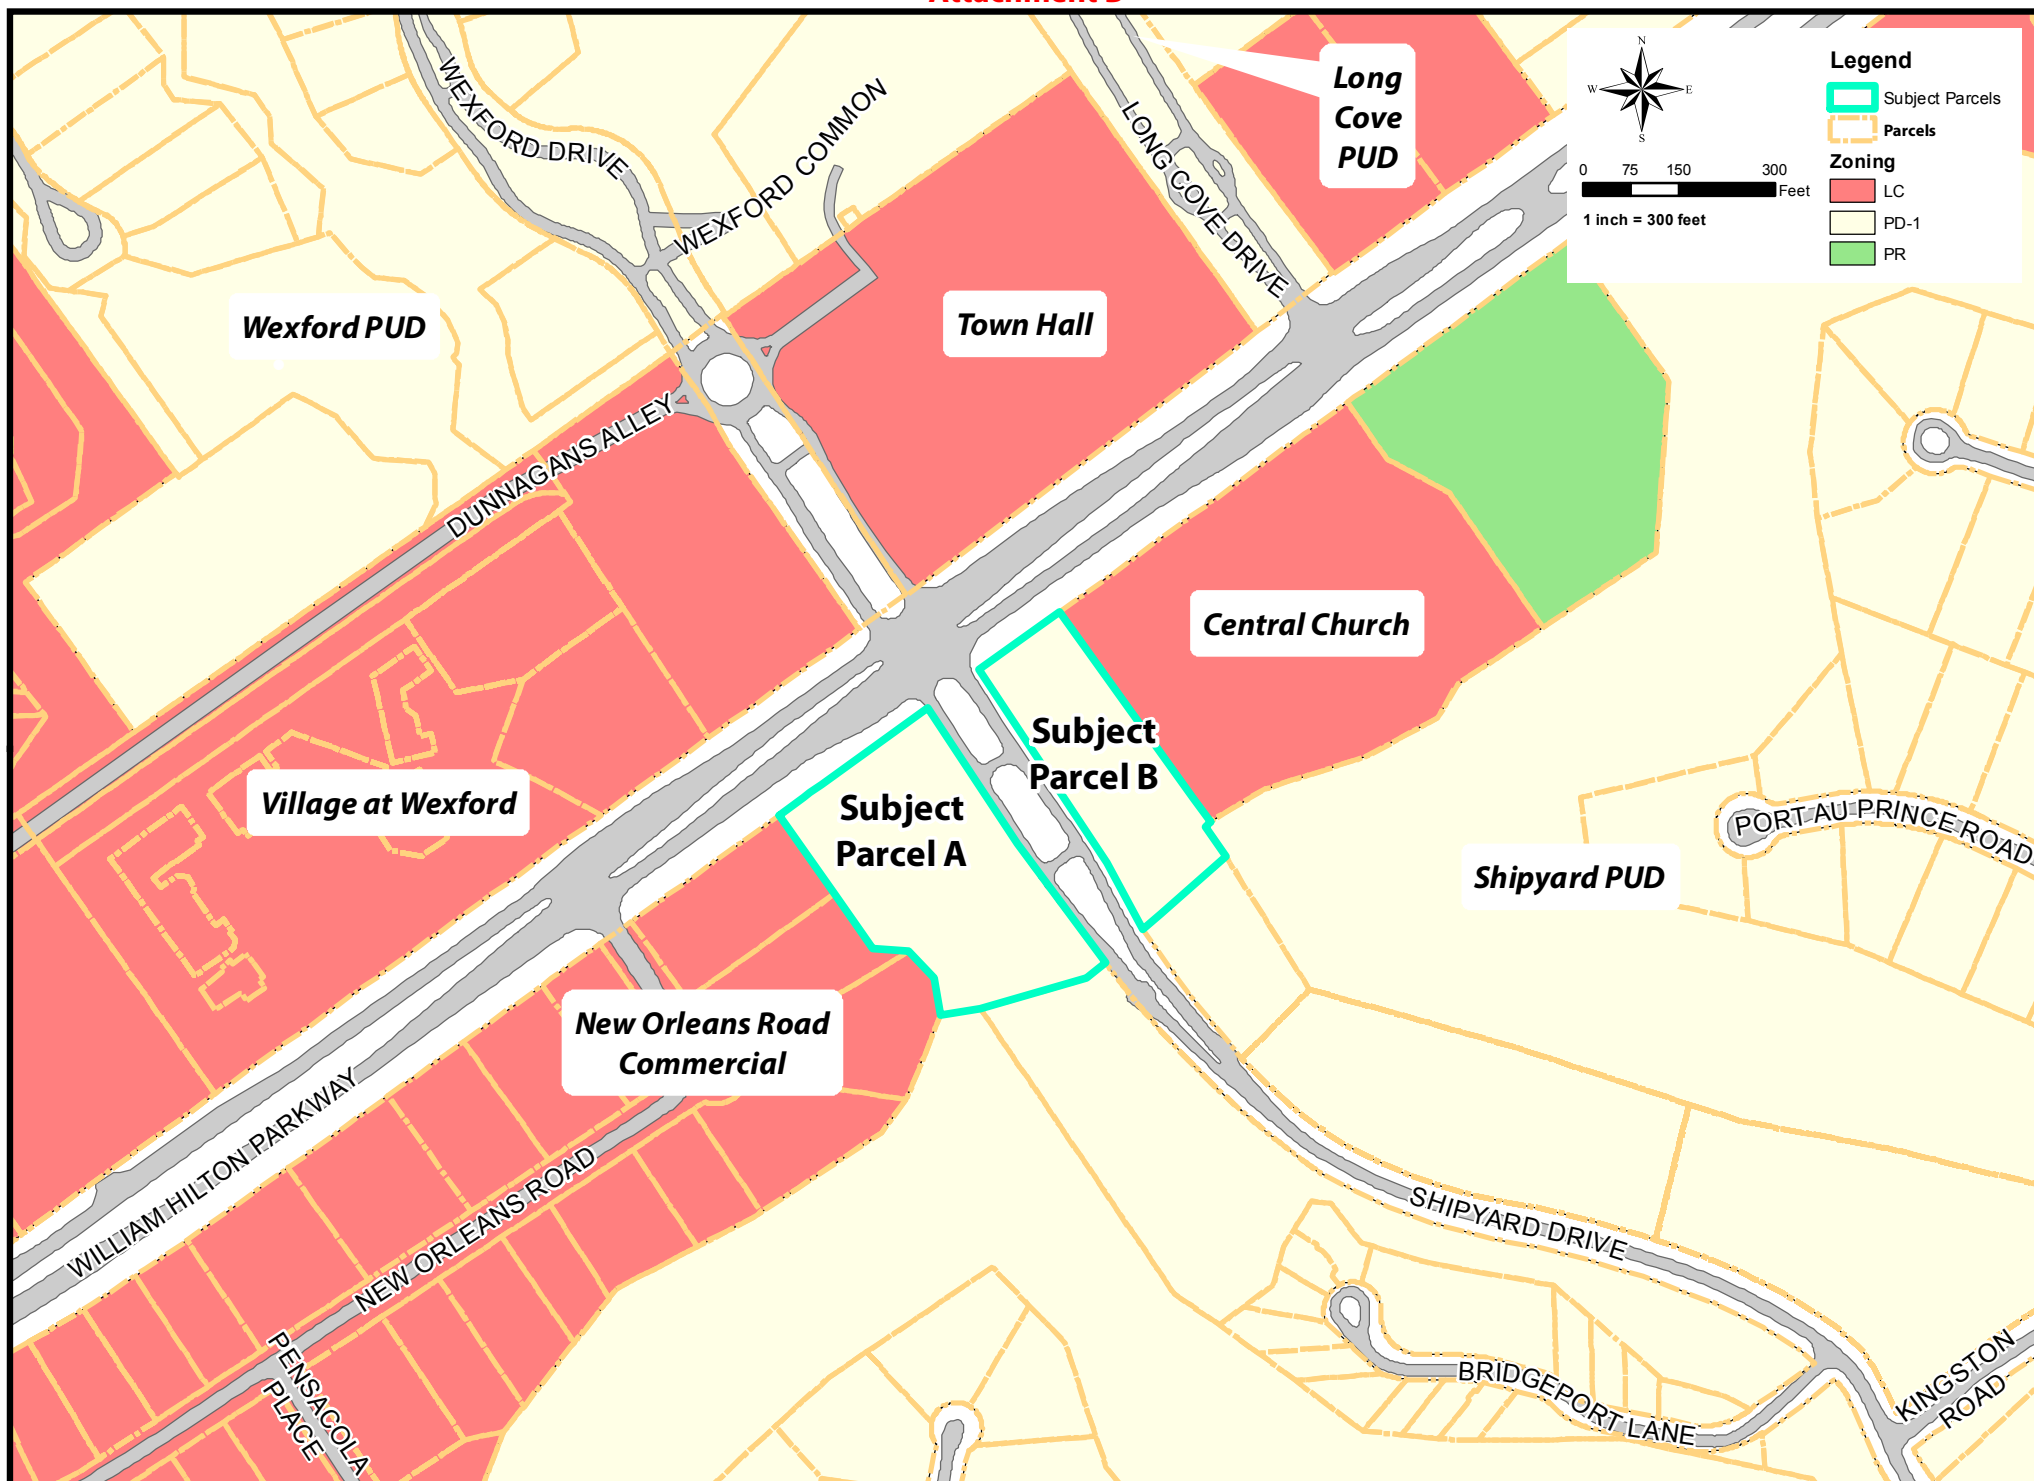 Attachment B
WEXFORD DRIVE
WEXFORD COMMON
LONG COVE DRIVE
Long
Cove
PUD
N
W
E
S
0 75 150 300
Feet
1 inch = 300 feet
Legend
Subject Parcels
Parcels
Zoning
LC
PD-1
PR
Wexford PUD
Town Hall
DUNNAGANS ALLEY
Central Church
Subject
Parcel B
Subject
Parcel A
Village at Wexford
Shipyard PUD
PORT AU PRINCE ROAD
New Orleans Road
Commercial
WILLIAM HILTON PARKWAY
NEW ORLEANS ROAD
SHIPYARD DRIVE
PENSACOLA
PLACE
BRIDGEPORT LANE
KINGSTON
ROAD